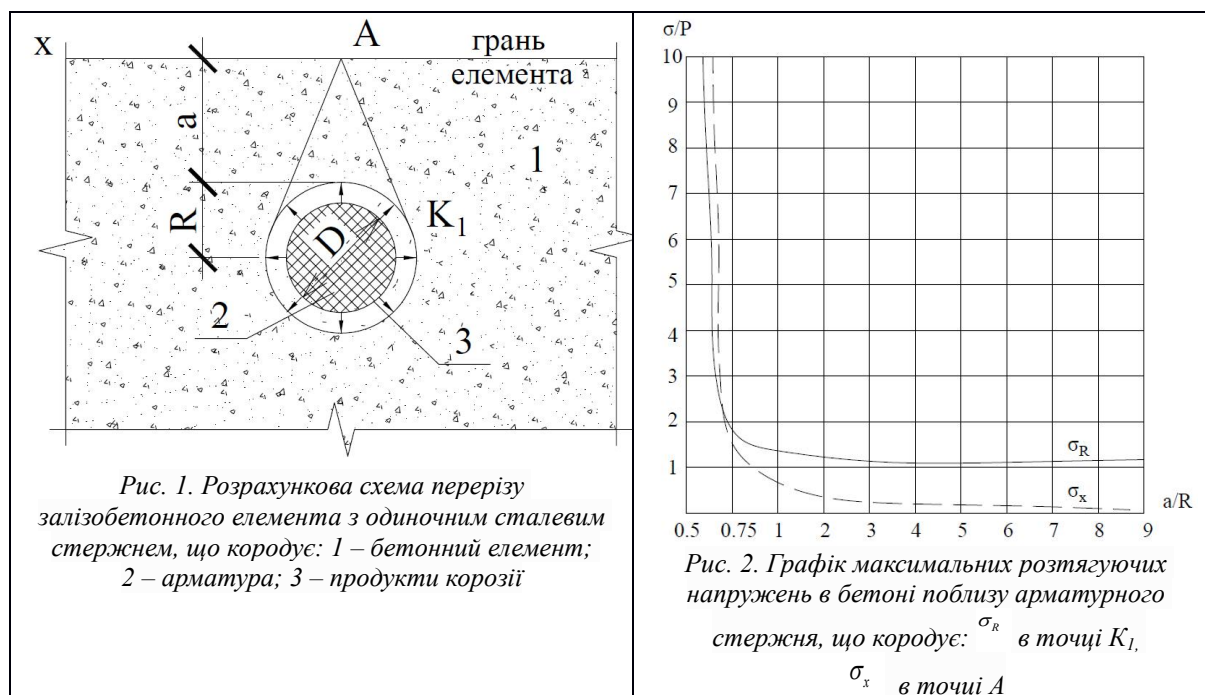 x
A
грань
елемента
a
1
R
D
K1
2
3
Рис. 1. Розрахункова схема перерізу
залізобетонного елемента з одиночним сталевим
стержнем, що кородує: 1 – бетонний елемент;
2 – арматура; 3 – продукти корозії
σ/P
10
9
8
7
6
5
4
3
2
1
σR
σx
a/R
0.5 0.75 1 2 3 4 5 6 7 8 9
Рис. 2. Графік максимальних розтягуючих
напружень в бетоні поблизу арматурного
стержня, що кородує: σR в точці К1,
σx в точці А